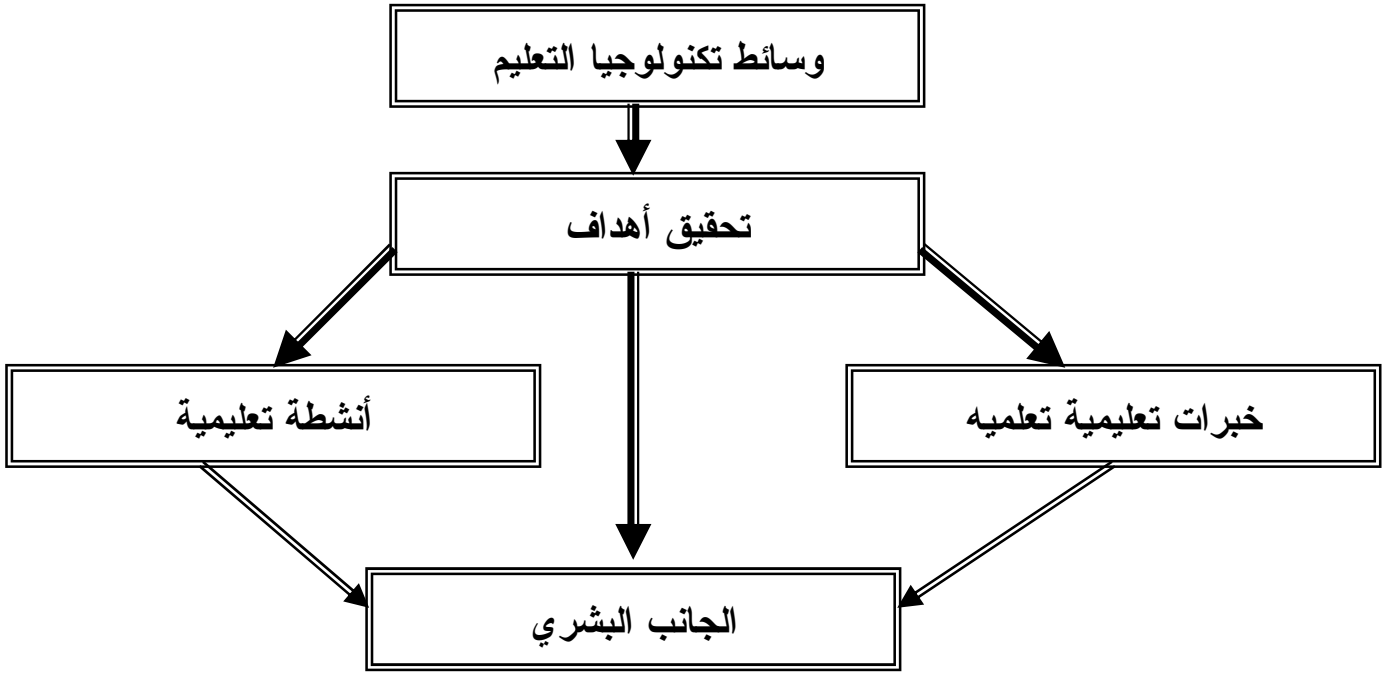 وسائط تكنولوجيا التعليم
تحقيق أهداف
خبرات تعليمية تعلميه
أنشطة تعليمية
الجانب البشري